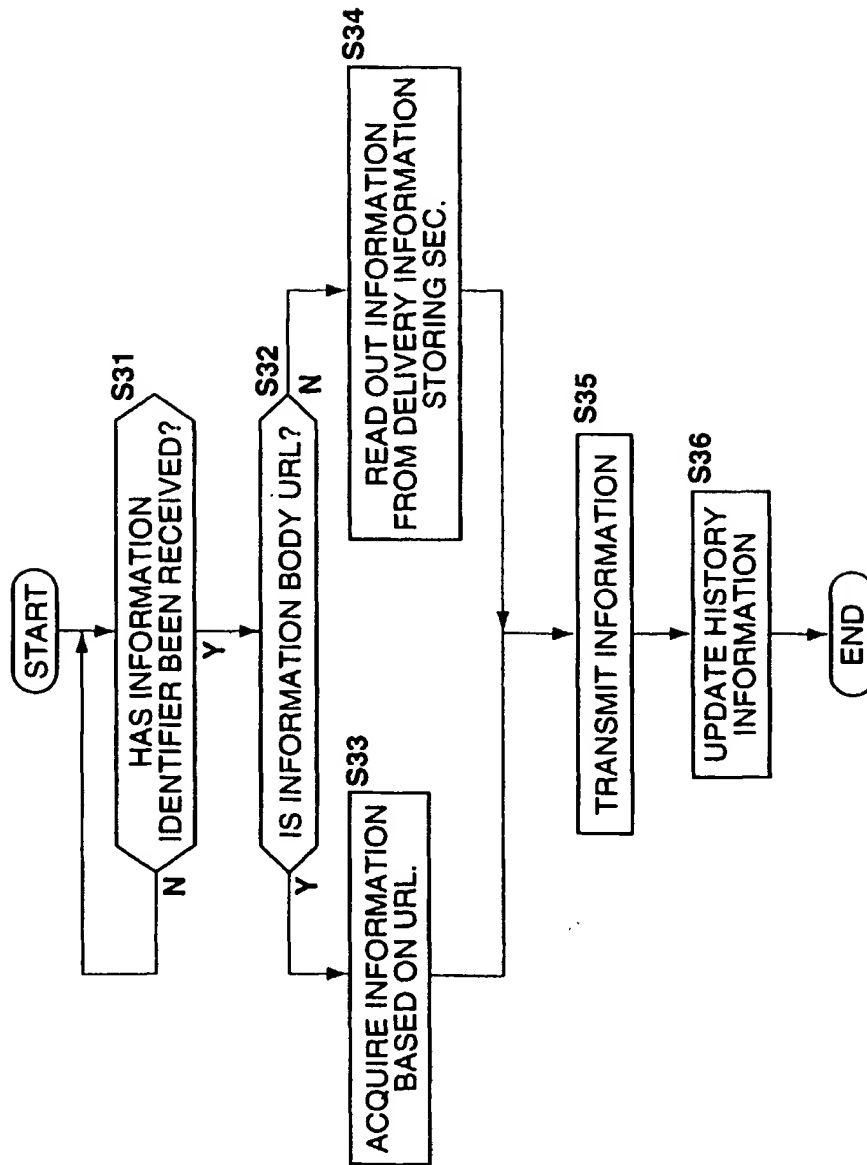 START
S31
HAS INFORMATION
IDENTIFIER BEEN RECEIVED?
N
Y
S32
IS INFORMATION BODY URL?
Y
N
S33
ACQUIRE INFORMATION
BASED ON URL.
S34
READ OUT INFORMATION
FROM DELIVERY INFORMATION
STORING SEC.
S35
TRANSMIT INFORMATION
S36
UPDATE HISTORY
INFORMATION
END